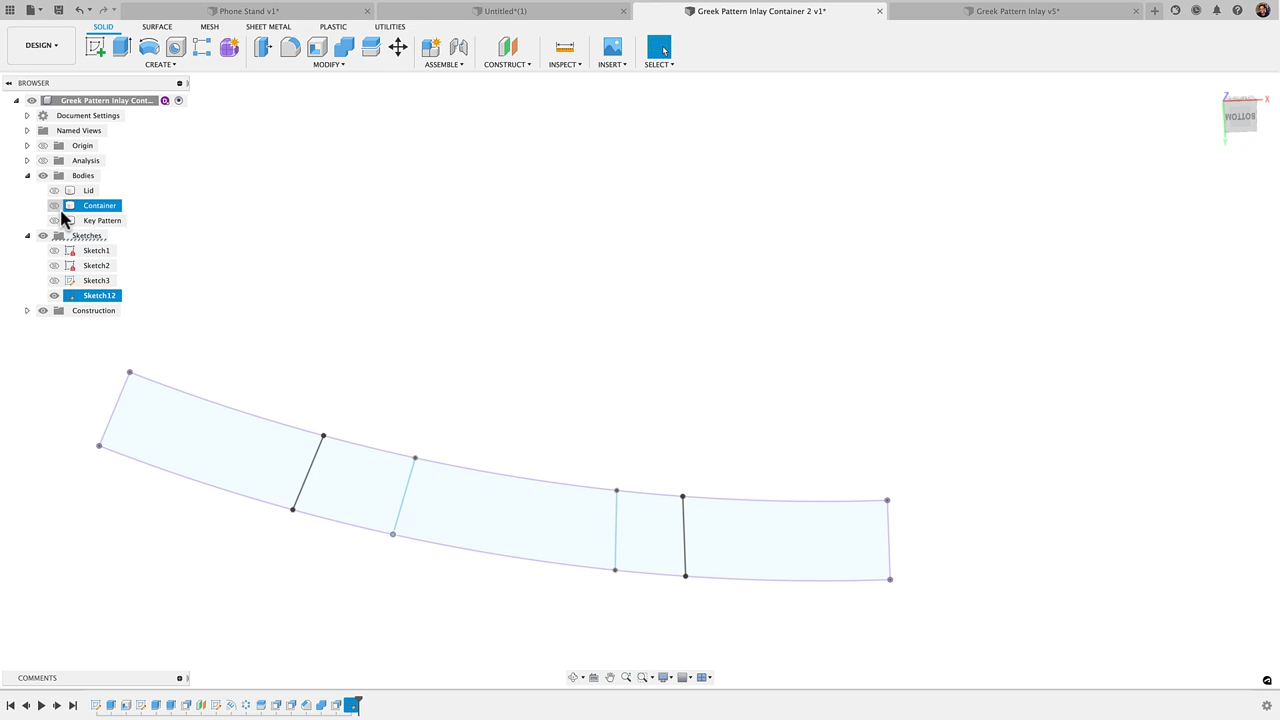 Phone Stand v1*
Untitled*(1)
Greek Pattern Inlay Container 2 v1*
Greek Pattern Inlay v5*
DESIGN
SOLID
SURFACE
MESH
SHEET METAL
PLASTIC
UTILITIES
CREATE
MODIFY
ASSEMBLE
CONSTRUCT
INSPECT
INSERT
SELECT
BROWSER
Greek Pattern Inlay Cont...
Document Settings
Named Views
Origin
Analysis
Bodies
Lid
Container
Key Pattern
Sketches
Sketch1
Sketch2
Sketch3
Sketch12
Construction
Z
X
BOTTOM
COMMENTS